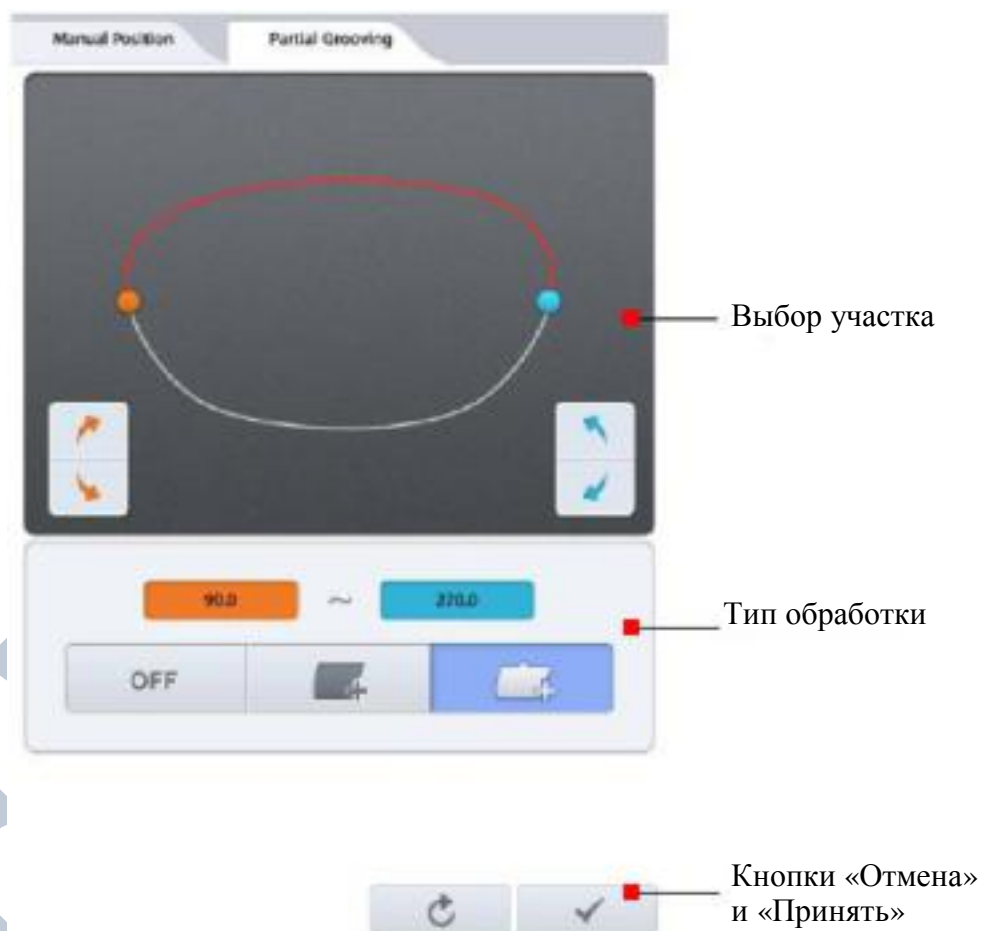 Manual Position
Partial Grooving
Выбор участка
90.0 ~ 270.0
Тип обработки
OFF
Кнопки «Отмена»
и «Принять»